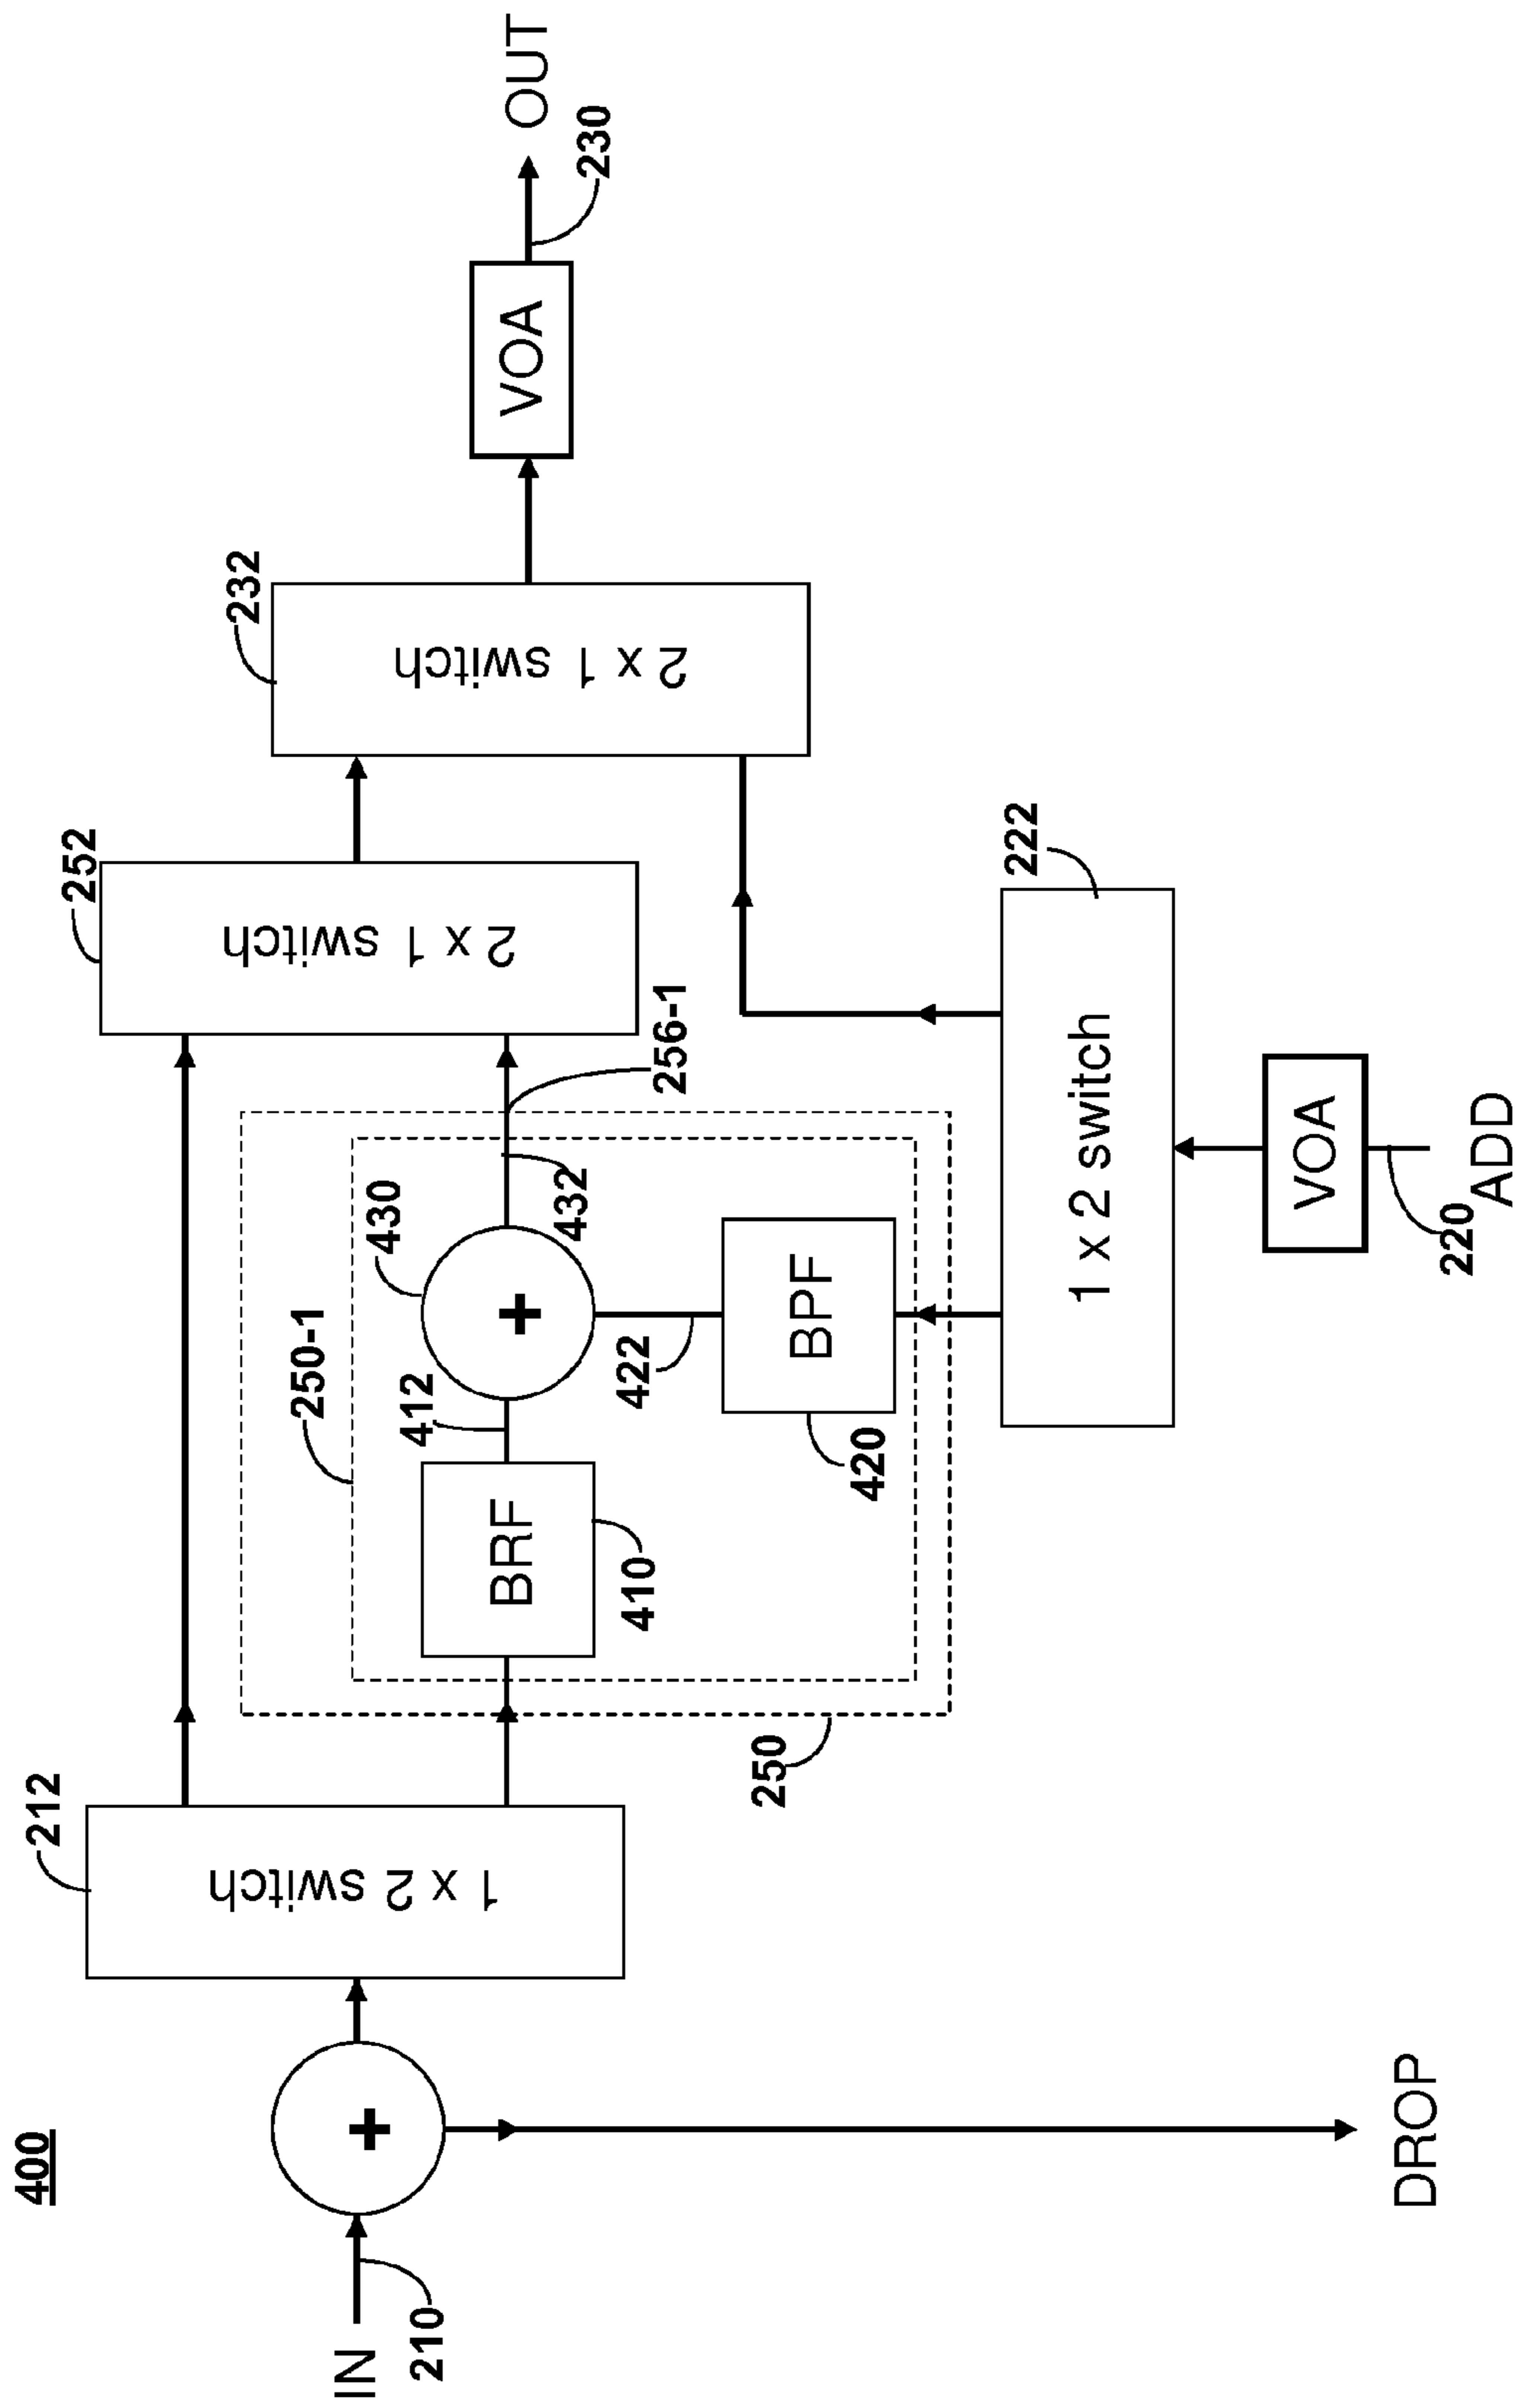 400
IN
210
DROP
212
1 x 2 switch
250
250-1
BRF
410
412
430
+
+
432
422
BPF
420
256-1
252
2 x 1 switch
222
1 x 2 switch
VOA
220
ADD
232
2 x 1 switch
VOA
230
OUT